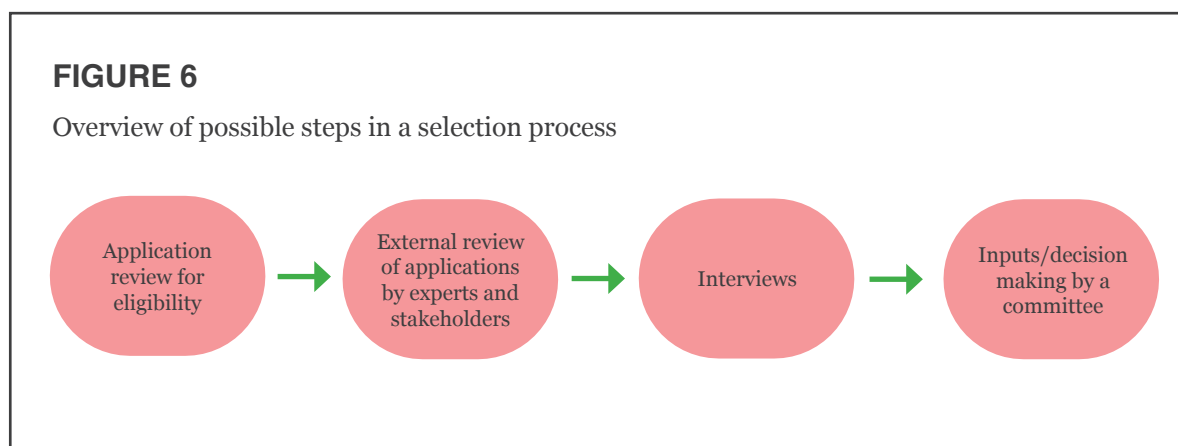 FIGURE 6
Overview of possible steps in a selection process
Application
review for
eligibility
External review
of applications
by experts and
stakeholders
Interviews
Inputs/decision
making by a
committee